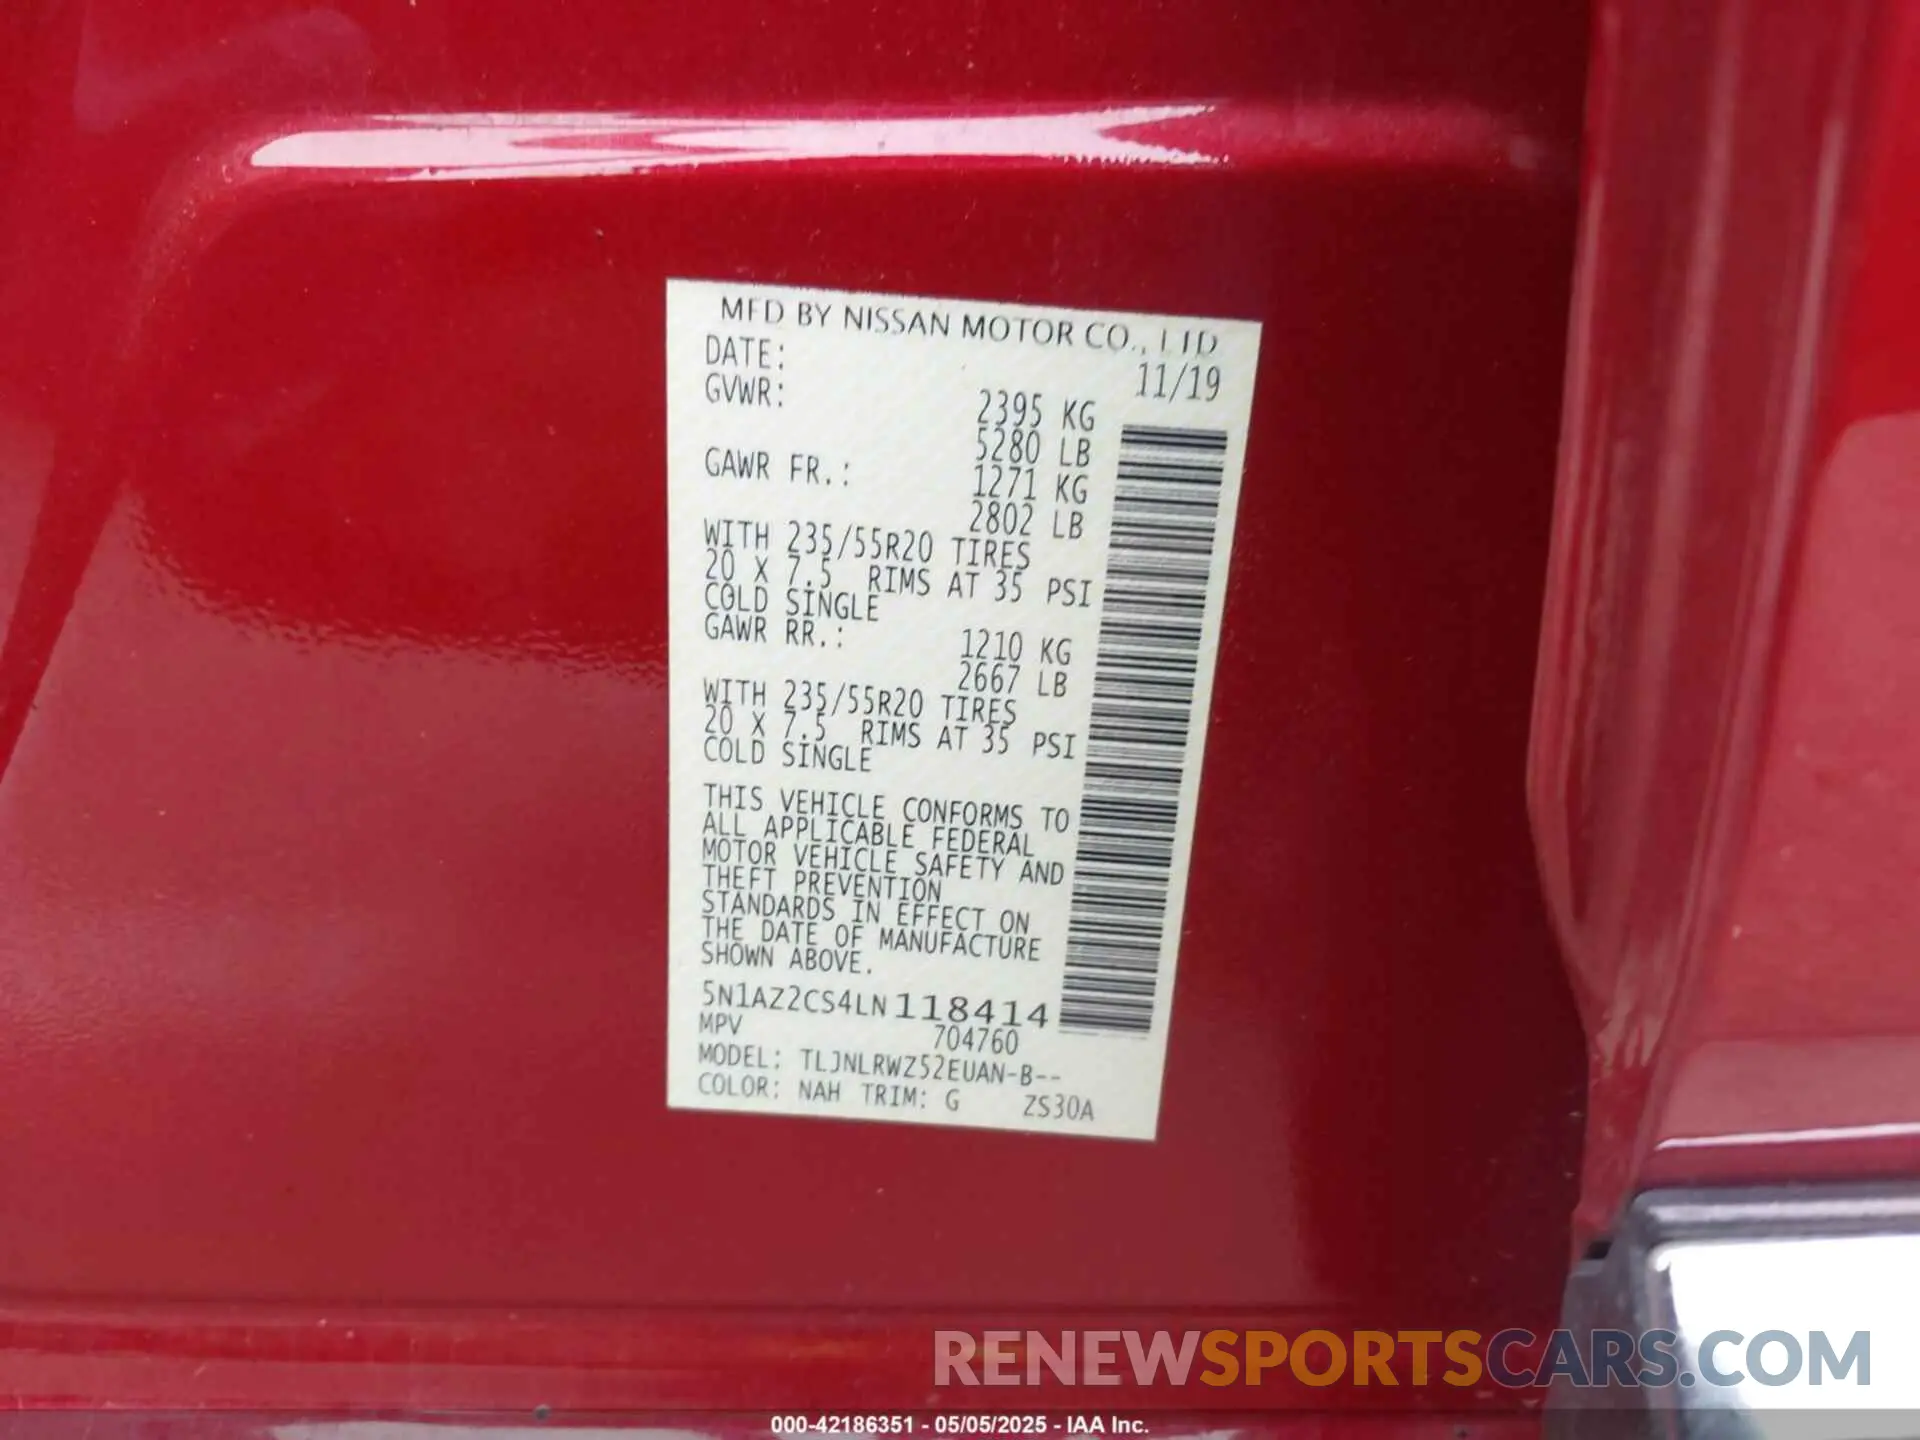 MFD BY NISSAN MOTOR CO., LTD
DATE: 11/19
GVWR: 2395 KG
5280 LB
GAWR FR.: 1271 KG
2802 LB
WITH 235/55R20 TIRES
20 X 7.5 RIMS AT 35 PSI
COLD SINGLE
GAWR RR.: 1210 KG
2667 LB
WITH 235/55R20 TIRES
20 X 7.5 RIMS AT 35 PSI
COLD SINGLE
THIS VEHICLE CONFORMS TO
ALL APPLICABLE FEDERAL
MOTOR VEHICLE SAFETY AND
THEFT PREVENTION
STANDARDS IN EFFECT ON
THE DATE OF MANUFACTURE
SHOWN ABOVE.
5N1AZ2CS4LN118414
MPV 704760
MODEL: TLJNLRWZ52EUAN-B--
COLOR: NAH TRIM: G ZS30A
RENEWSPORTSCARS.COM
000-42186351 - 05/05/2025 - IAA Inc.